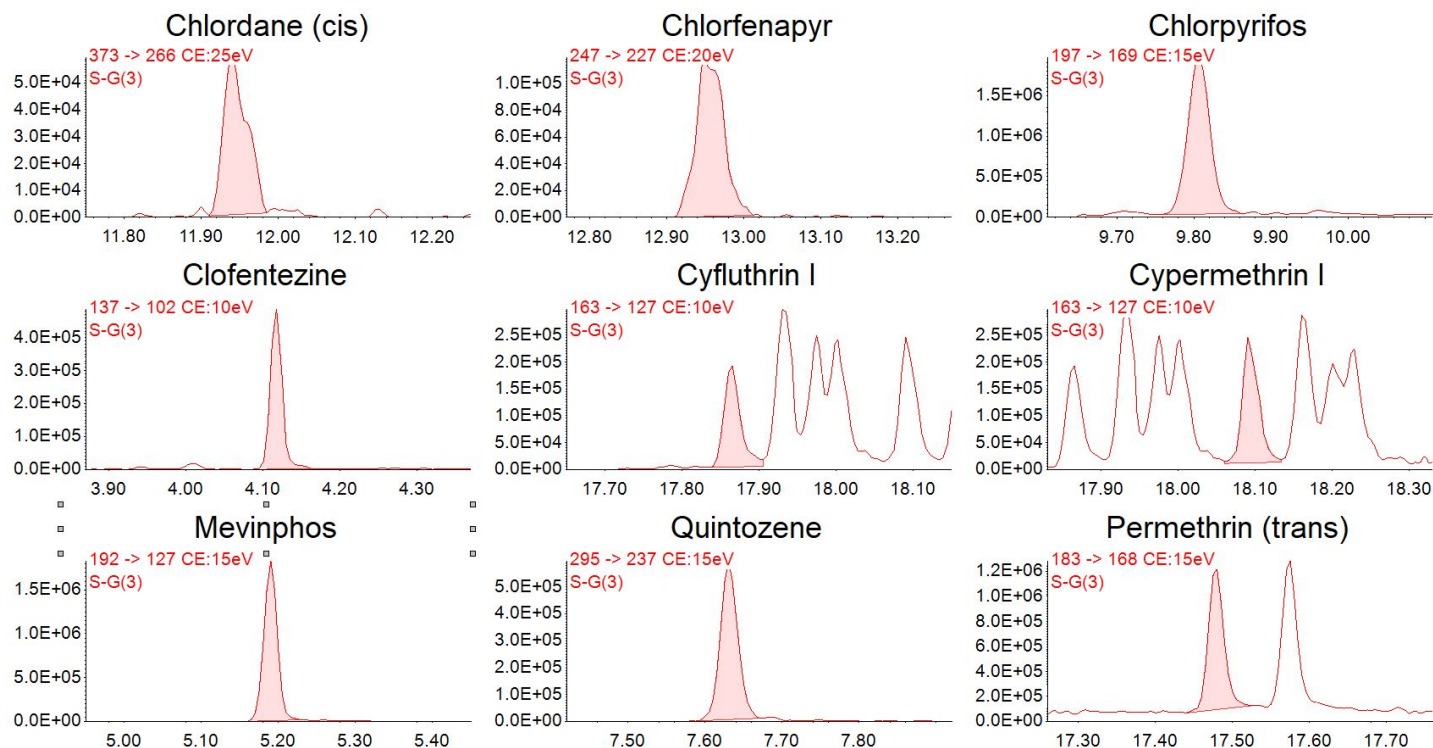 Chlordane (cis)
373 -> 266 CE:25eV
S-G(3)
5.0E+04
4.0E+04
3.0E+04
2.0E+04
1.0E+04
0.0E+00
11.80 11.90 12.00 12.10 12.20
Chlorfenapyr
247 -> 227 CE:20eV
S-G(3)
1.0E+05
8.0E+04
6.0E+04
4.0E+04
2.0E+04
0.0E+00
12.80 12.90 13.00 13.10 13.20
Chlorpyrifos
197 -> 169 CE:15eV
S-G(3)
1.5E+06
1.0E+06
5.0E+05
0.0E+00
9.70 9.80 9.90 10.00
Clofentezine
137 -> 102 CE:10eV
S-G(3)
4.0E+05
3.0E+05
2.0E+05
1.0E+05
0.0E+00
3.90 4.00 4.10 4.20 4.30
Cyfluthrin I
163 -> 127 CE:10eV
S-G(3)
2.5E+05
2.0E+05
1.5E+05
1.0E+05
5.0E+04
0.0E+00
17.70 17.80 17.90 18.00 18.10
Cypermethrin I
163 -> 127 CE:10eV
S-G(3)
2.5E+05
2.0E+05
1.5E+05
1.0E+05
5.0E+04
0.0E+00
17.90 18.00 18.10 18.20 18.30
Mevinphos
192 -> 127 CE:15eV
S-G(3)
1.5E+06
1.0E+06
5.0E+05
0.0E+00
5.00 5.10 5.20 5.30 5.40
Quintozene
295 -> 237 CE:15eV
S-G(3)
5.0E+05
4.0E+05
3.0E+05
2.0E+05
1.0E+05
0.0E+00
7.50 7.60 7.70 7.80
Permethrin (trans)
183 -> 168 CE:15eV
S-G(3)
1.2E+06
1.0E+06
8.0E+05
6.0E+05
4.0E+05
2.0E+05
0.0E+00
17.30 17.40 17.50 17.60 17.70